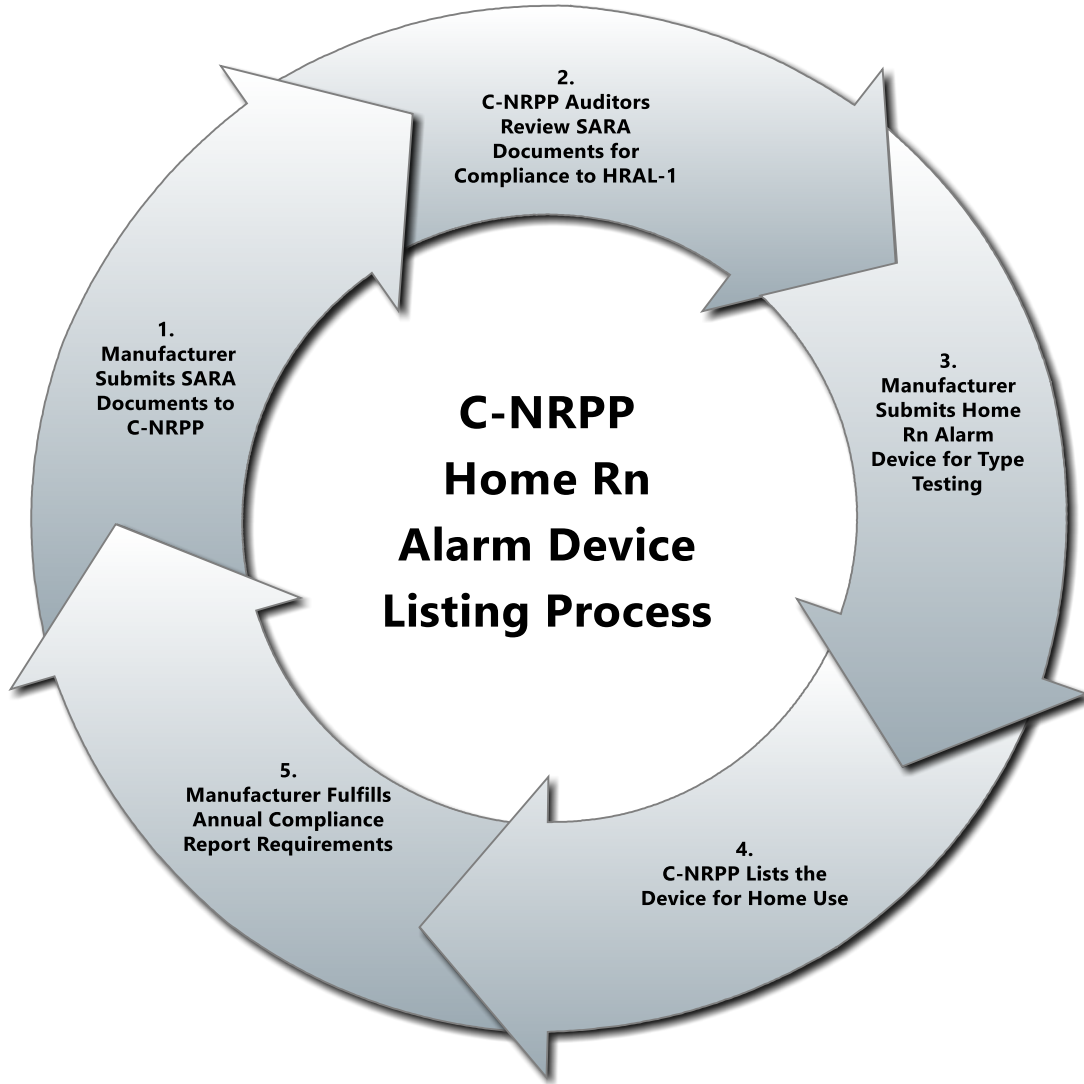 C-NRPP
Home Rn
Alarm Device
Listing Process
1.
Manufacturer
Submits SARA
Documents to
C-NRPP
2.
C-NRPP Auditors
Review SARA
Documents for
Compliance to HRAL-1
3.
Manufacturer
Submits Home
Rn Alarm
Device for Type
Testing
4.
C-NRPP Lists the
Device for Home Use
5.
Manufacturer Fulfills
Annual Compliance
Report Requirements